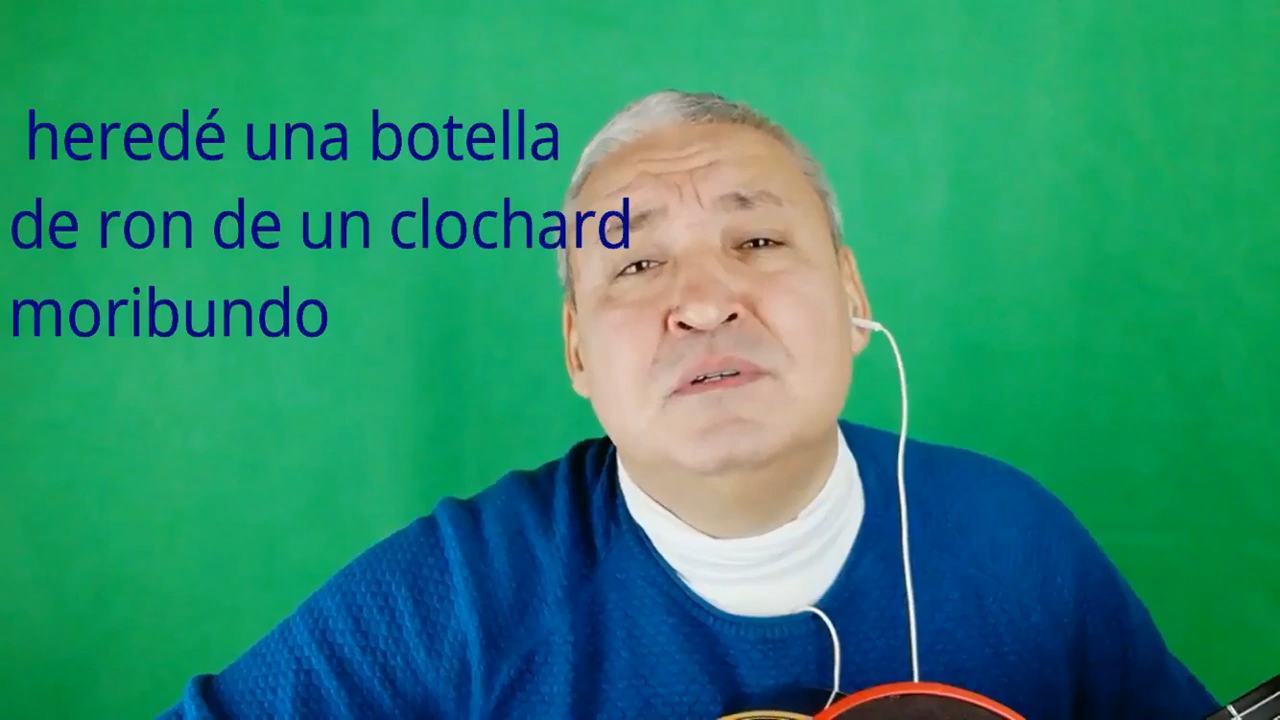 heredé una botella
de ron de un clochard
moribundo